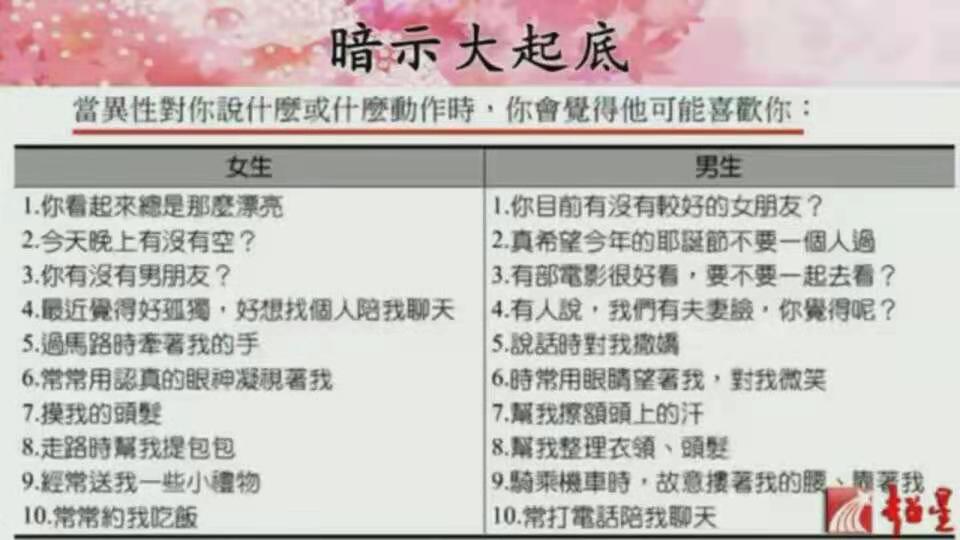 暗示大起底
當異性對你說什麼或什麼動作時，你會覺得他可能喜歡你：
女生 男生
1.你看起來總是那麼漂亮 1.你目前有沒有較好的女朋友？
2.今天晚上有沒有空？ 2.真希望今年的耶誕節不要一個人過
3.你有沒有男朋友？ 3.有部電影很好看，要不要一起去看？
4.最近覺得好孤獨，好想找個人陪我聊天 4.有人說，我們有夫妻臉，你覺得呢？
5.過馬路時牽著我的手 5.說話時對我撒嬌
6.常常用認真的眼神凝視著我 6.時常用眼睛望著我，對我微笑
7.摸我的頭髮 7.幫我擦額頭上的汗
8.走路時幫我提包包 8.幫我整理衣領、頭髮
9.經常送我一些小禮物 9.騎乘機車時，故意摟著我的腰、靠著我
10.常常約我吃飯 10.常打電話陪我聊天